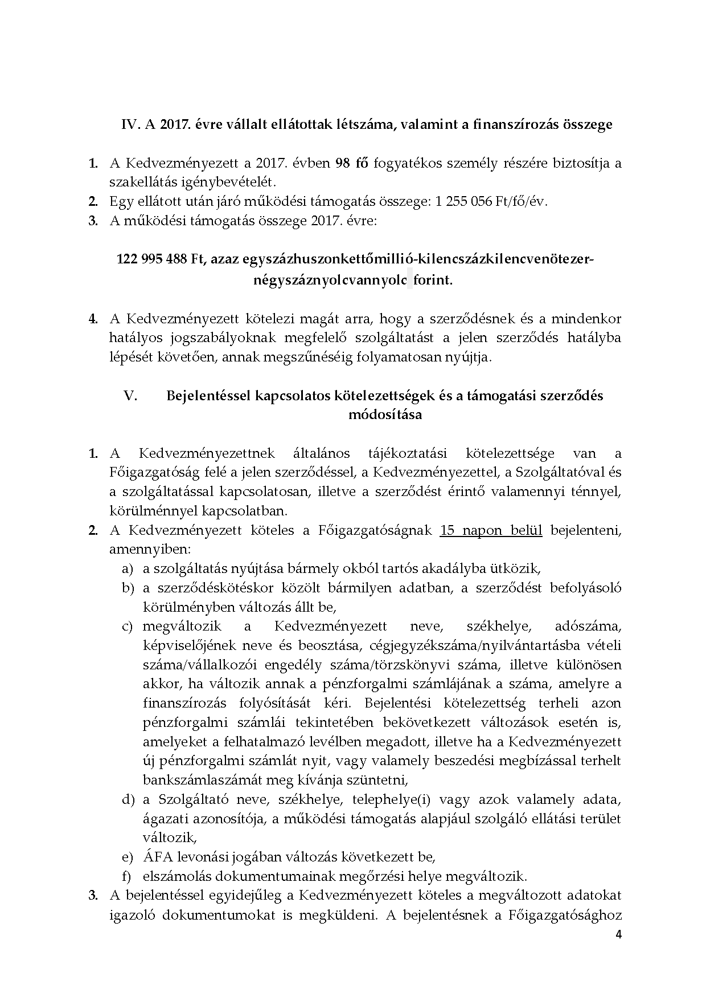 IV. A 2017. évre vállalt ellátottak létszáma, valamint a finanszírozás összege
1. A Kedvezményezett a 2017. évben 98 fő fogyatékos személy részére biztosítja a
szakellátás igénybevételét.
2. Egy ellátott után járó működési támogatás összege: 1 255 056 Ft/fő/év.
3. A működési támogatás összege 2017. évre:
122 995 488 Ft, azaz egyszázhuszonkettőmillió-kilencszázkilencvenötezer-
négyszáznyolcvannyolc forint.
4. A Kedvezményezett kötelezi magát arra, hogy a szerződésnek és a mindenkor
hatályos jogszabályoknak megfelelő szolgáltatást a jelen szerződés hatályba
lépését követően, annak megszűnéséig folyamatosan nyújtja.
V. Bejelentéssel kapcsolatos kötelezettségek és a támogatási szerződés
módosítása
1. A Kedvezményezettnek általános tájékoztatási kötelezettsége van a
Főigazgatóság felé a jelen szerződéssel, a Kedvezményezettel, a Szolgáltatóval és
a szolgáltatással kapcsolatosan, illetve a szerződést érintő valamennyi ténnyel,
körülménnyel kapcsolatban.
2. A Kedvezményezett köteles a Főigazgatóságnak 15 napon belül bejelenteni,
amennyiben:
a) a szolgáltatás nyújtása bármely okból tartós akadályba ütközik,
b) a szerződéskötéskor közölt bármilyen adatban, a szerződést befolyásoló
körülményben változás állt be,
c) megváltozik a Kedvezményezett neve, székhelye, adószáma,
képviselőjének neve és beosztása, cégjegyzékszáma/nyilvántartásba vételi
száma/vállalkozói engedély száma/törzskönyvi száma, illetve különösen
akkor, ha változik annak a pénzforgalmi számlájának a száma, amelyre a
finanszírozás folyósítását kéri. Bejelentési kötelezettség terheli azon
pénzforgalmi számlái tekintetében bekövetkezett változások esetén is,
amelyeket a felhatalmazó levélben megadott, illetve ha a Kedvezményezett
új pénzforgalmi számlát nyit, vagy valamely beszedési megbízással terhelt
bankszámlaszámát meg kívánja szüntetni,
d) a Szolgáltató neve, székhelye, telephelye(i) vagy azok valamely adata,
ágazati azonosítója, a működési támogatás alapjául szolgáló ellátási terület
változik,
e) ÁFA levonási jogában változás következett be,
f) elszámolás dokumentumainak megőrzési helye megváltozik.
3. A bejelentéssel egyidejűleg a Kedvezményezett köteles a megváltozott adatokat
igazoló dokumentumokat is megküldeni. A bejelentésnek a Főigazgatósághoz
4